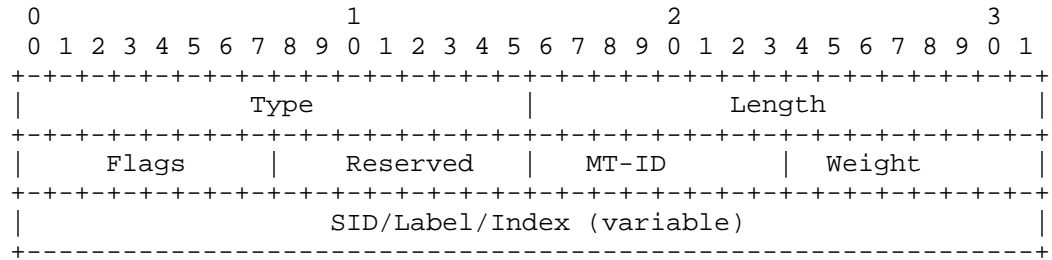 0                   1                   2                   3
0 1 2 3 4 5 6 7 8 9 0 1 2 3 4 5 6 7 8 9 0 1 2 3 4 5 6 7 8 9 0 1
+-+-+-+-+-+-+-+-+-+-+-+-+-+-+-+-+-+-+-+-+-+-+-+-+-+-+-+-+-+-+-+-+
|              Type             |             Length            |
+-+-+-+-+-+-+-+-+-+-+-+-+-+-+-+-+-+-+-+-+-+-+-+-+-+-+-+-+-+-+-+-+
|     Flags     |    Reserved   |   MT-ID       |  Weight       |
+-+-+-+-+-+-+-+-+-+-+-+-+-+-+-+-+-+-+-+-+-+-+-+-+-+-+-+-+-+-+-+-+
|                   SID/Label/Index (variable)                  |
+---------------------------------------------------------------+